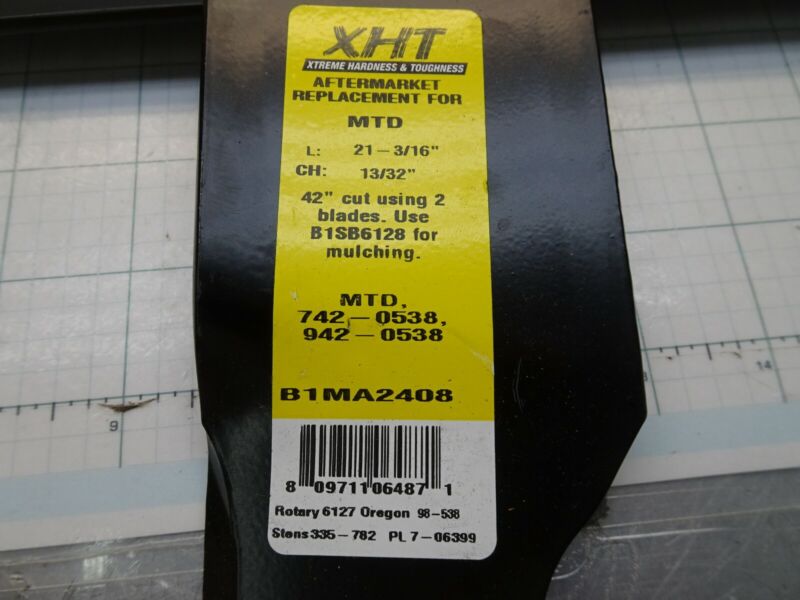 XHT
XTREME HARDNESS & TOUGHNESS
AFTERMARKET
REPLACEMENT FOR
MTD
L: 21-3/16"
CH: 13/32"
42" cut using 2
blades. Use
B1SB6128 for
mulching.
MTD,
742-0538,
942-0538
B1MA2408
8 09711 06487 1
Rotary 6127 Oregon 98-538
Stens 335-782 PL 7-06399
9
14